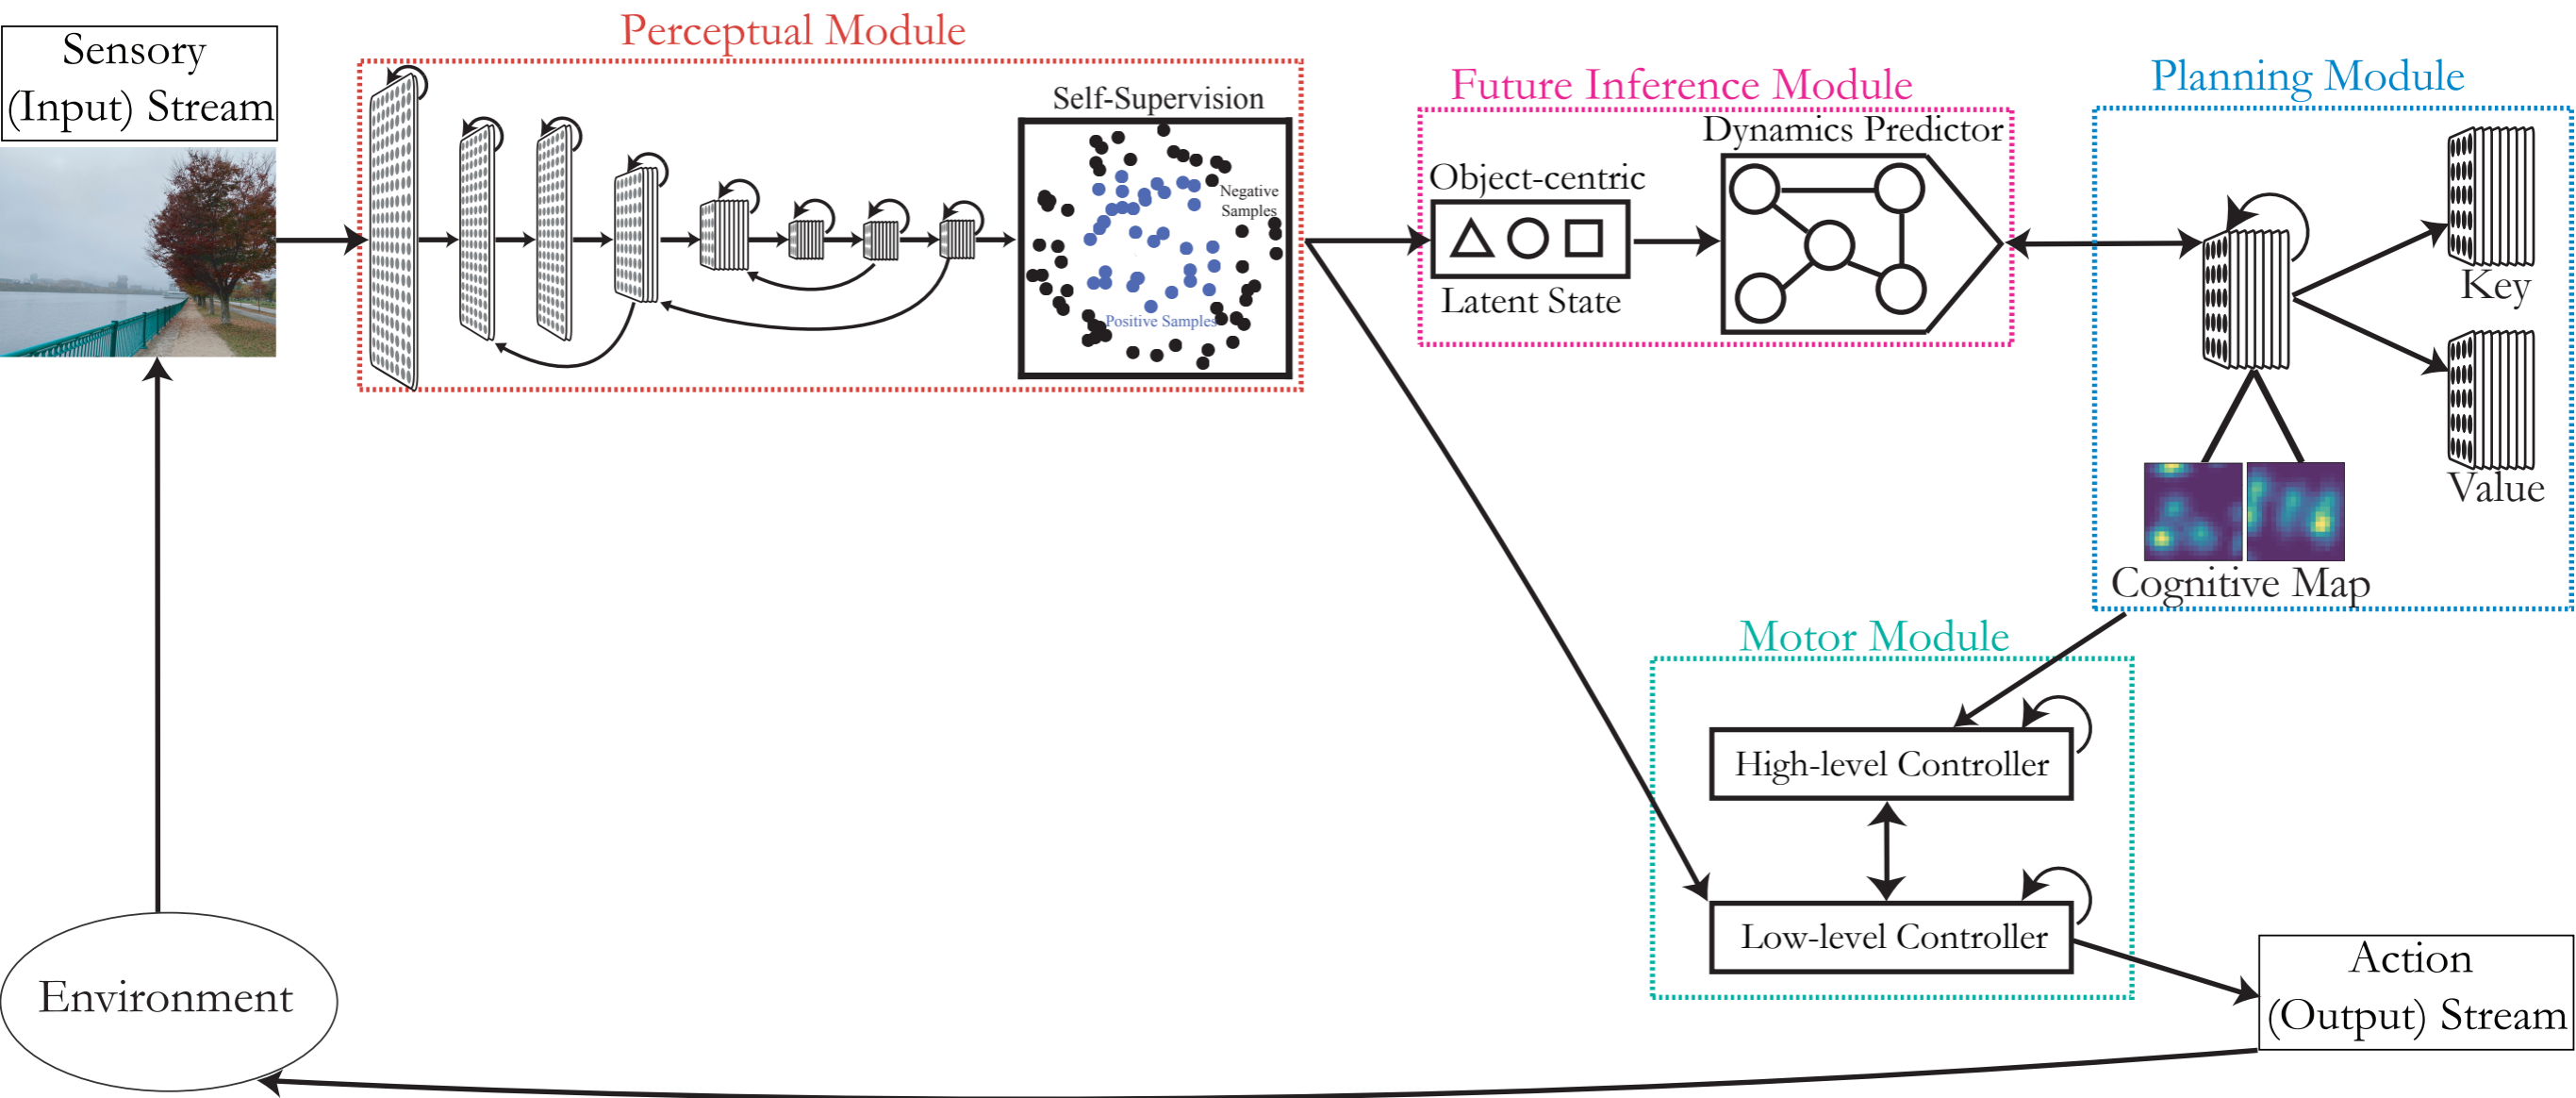 Sensory
(Input) Stream
Perceptual Module
Self-Supervision
Negative
Samples
Positive Samples
Future Inference Module
Dynamics Predictor
Object-centric
Latent State
Planning Module
Key
Value
Cognitive Map
Motor Module
High-level Controller
Low-level Controller
Action
(Output) Stream
Environment